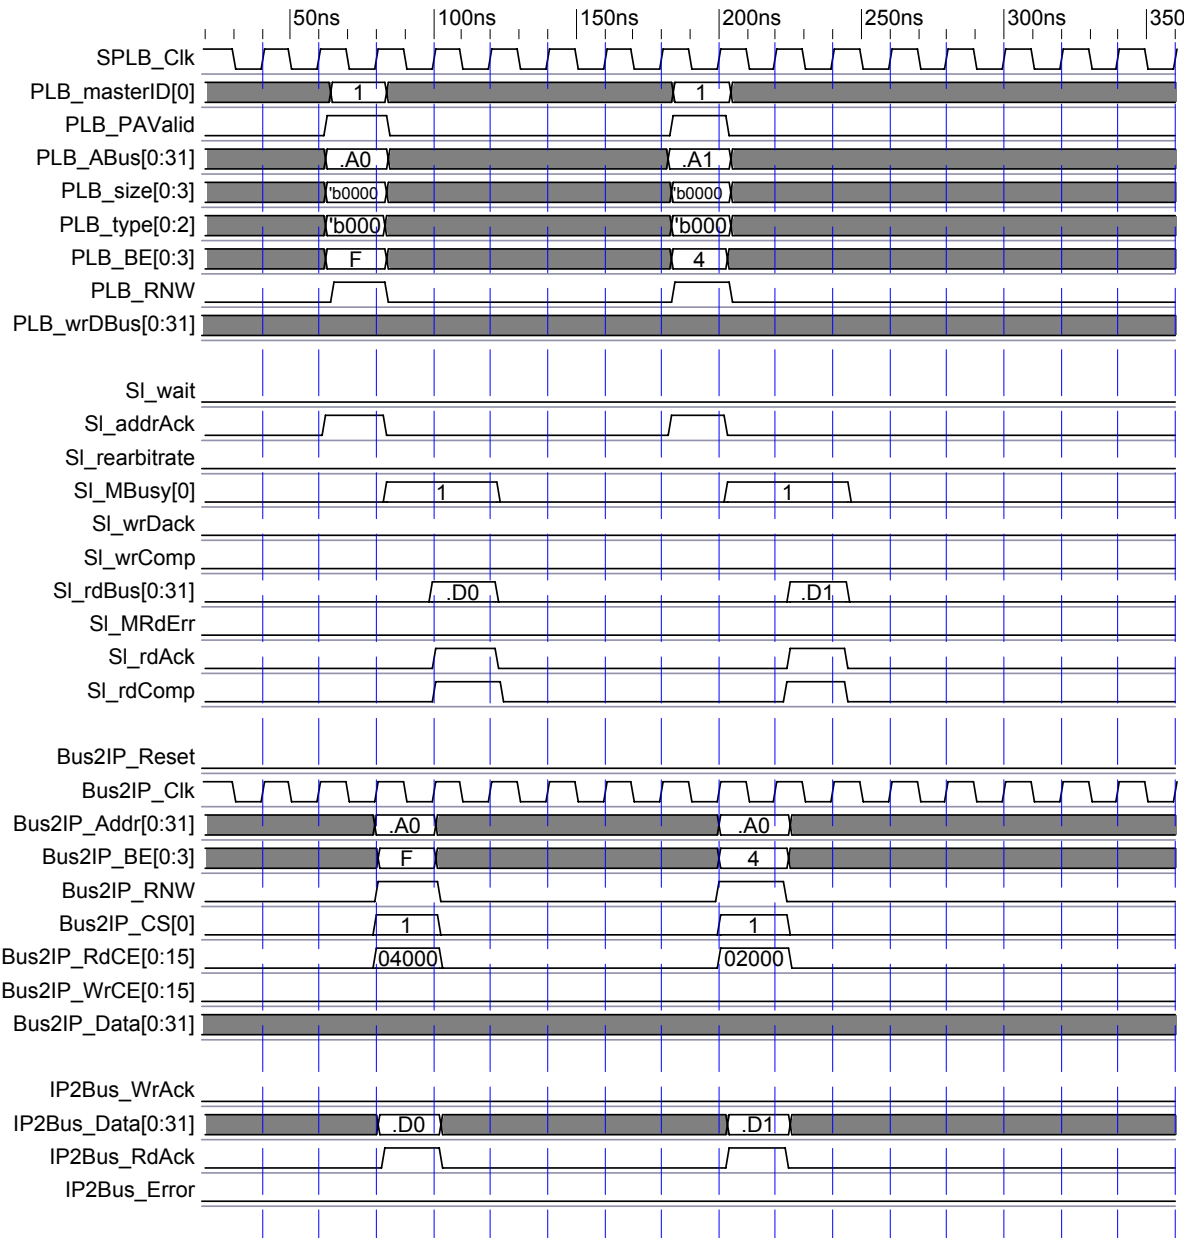 50ns 100ns 150ns 200ns 250ns 300ns 350
SPLB_Clk
PLB_masterID[0] 1 1
PLB_PAValid
PLB_ABus[0:31] .A0 .A1
PLB_size[0:3] 'b0000 'b0000
PLB_type[0:2] 'b000 'b000
PLB_BE[0:3] F 4
PLB_RNW
PLB_wrDBus[0:31]
Sl_wait
Sl_addrAck
Sl_rearbitrate
Sl_MBusy[0] 1 1
Sl_wrDack
Sl_wrComp
Sl_rdBus[0:31] .D0 .D1
Sl_MRdErr
Sl_rdAck
Sl_rdComp
Bus2IP_Reset
Bus2IP_Clk
Bus2IP_Addr[0:31] .A0 .A0
Bus2IP_BE[0:3] F 4
Bus2IP_RNW
Bus2IP_CS[0] 1 1
Bus2IP_RdCE[0:15] 04000 02000
Bus2IP_WrCE[0:15]
Bus2IP_Data[0:31]
IP2Bus_WrAck
IP2Bus_Data[0:31] .D0 .D1
IP2Bus_RdAck
IP2Bus_Error